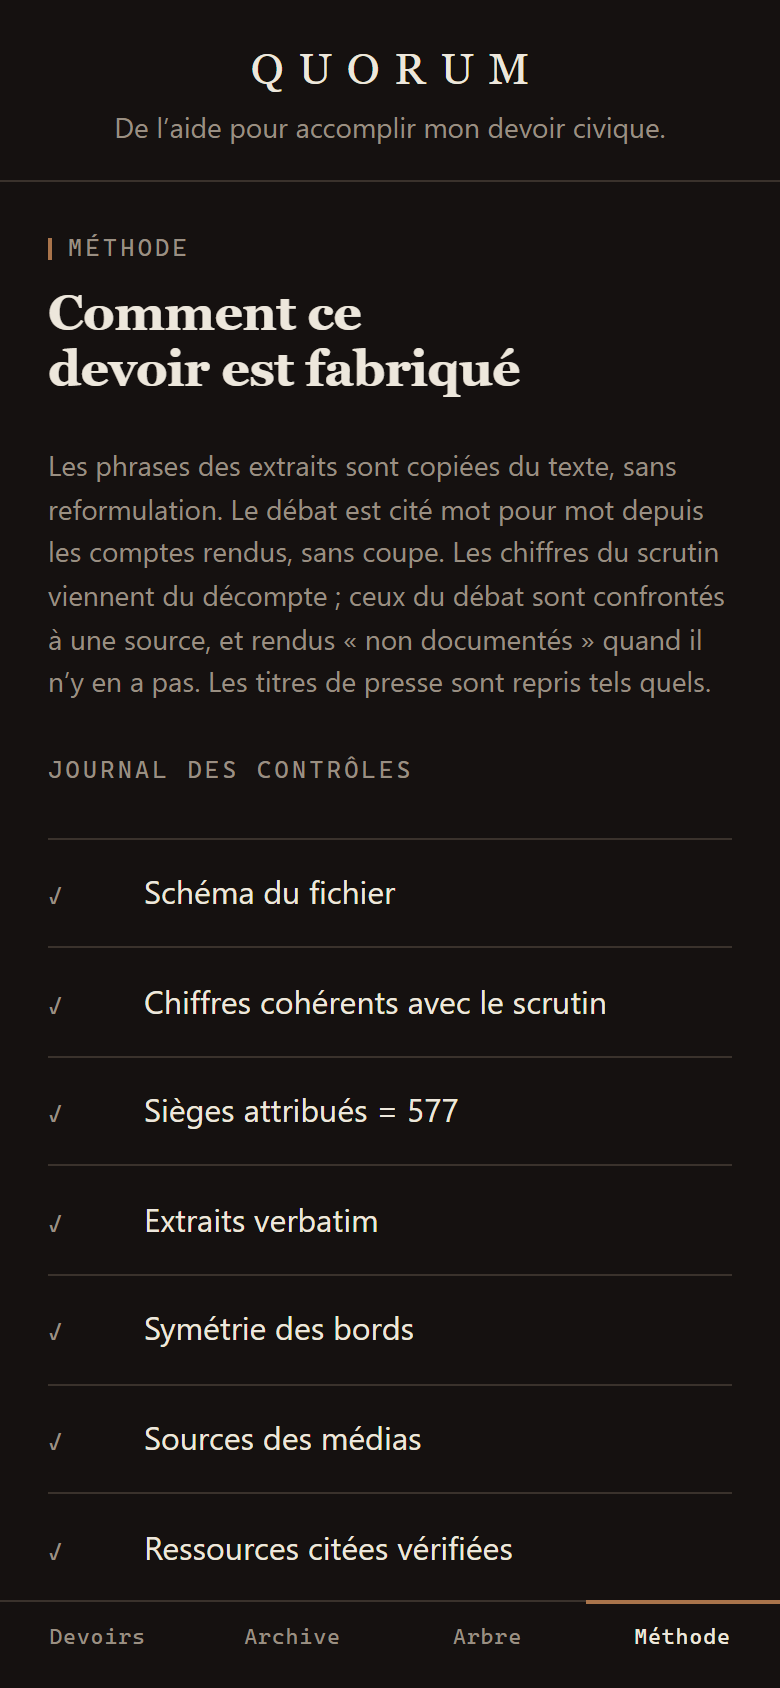 QUORUM
De l’aide pour accomplir mon devoir civique.
MÉTHODE
Comment ce
devoir est fabriqué
Les phrases des extraits sont copiées du texte, sans
reformulation. Le débat est cité mot pour mot depuis
les comptes rendus, sans coupe. Les chiffres du scrutin
viennent du décompte ; ceux du débat sont confrontés
à une source, et rendus « non documentés » quand il
n’y en a pas. Les titres de presse sont repris tels quels.
JOURNAL DES CONTRÔLES
✓ Schéma du fichier
✓ Chiffres cohérents avec le scrutin
✓ Sièges attribués = 577
✓ Extraits verbatim
✓ Symétrie des bords
✓ Sources des médias
✓ Ressources citées vérifiées
Devoirs Archive Arbre Méthode